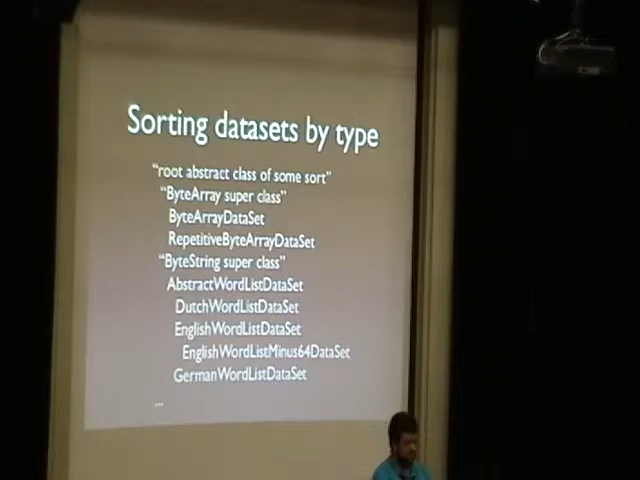 Sorting datasets by type
"root abstract class of some sort"
"ByteArray super class"
ByteArrayDataSet
RepetitiveByteArrayDataSet
"ByteString super class"
AbstractWordListDataSet
DutchWordListDataSet
EnglishWordListDataSet
EnglishWordListMinus64DataSet
GermanWordListDataSet
...